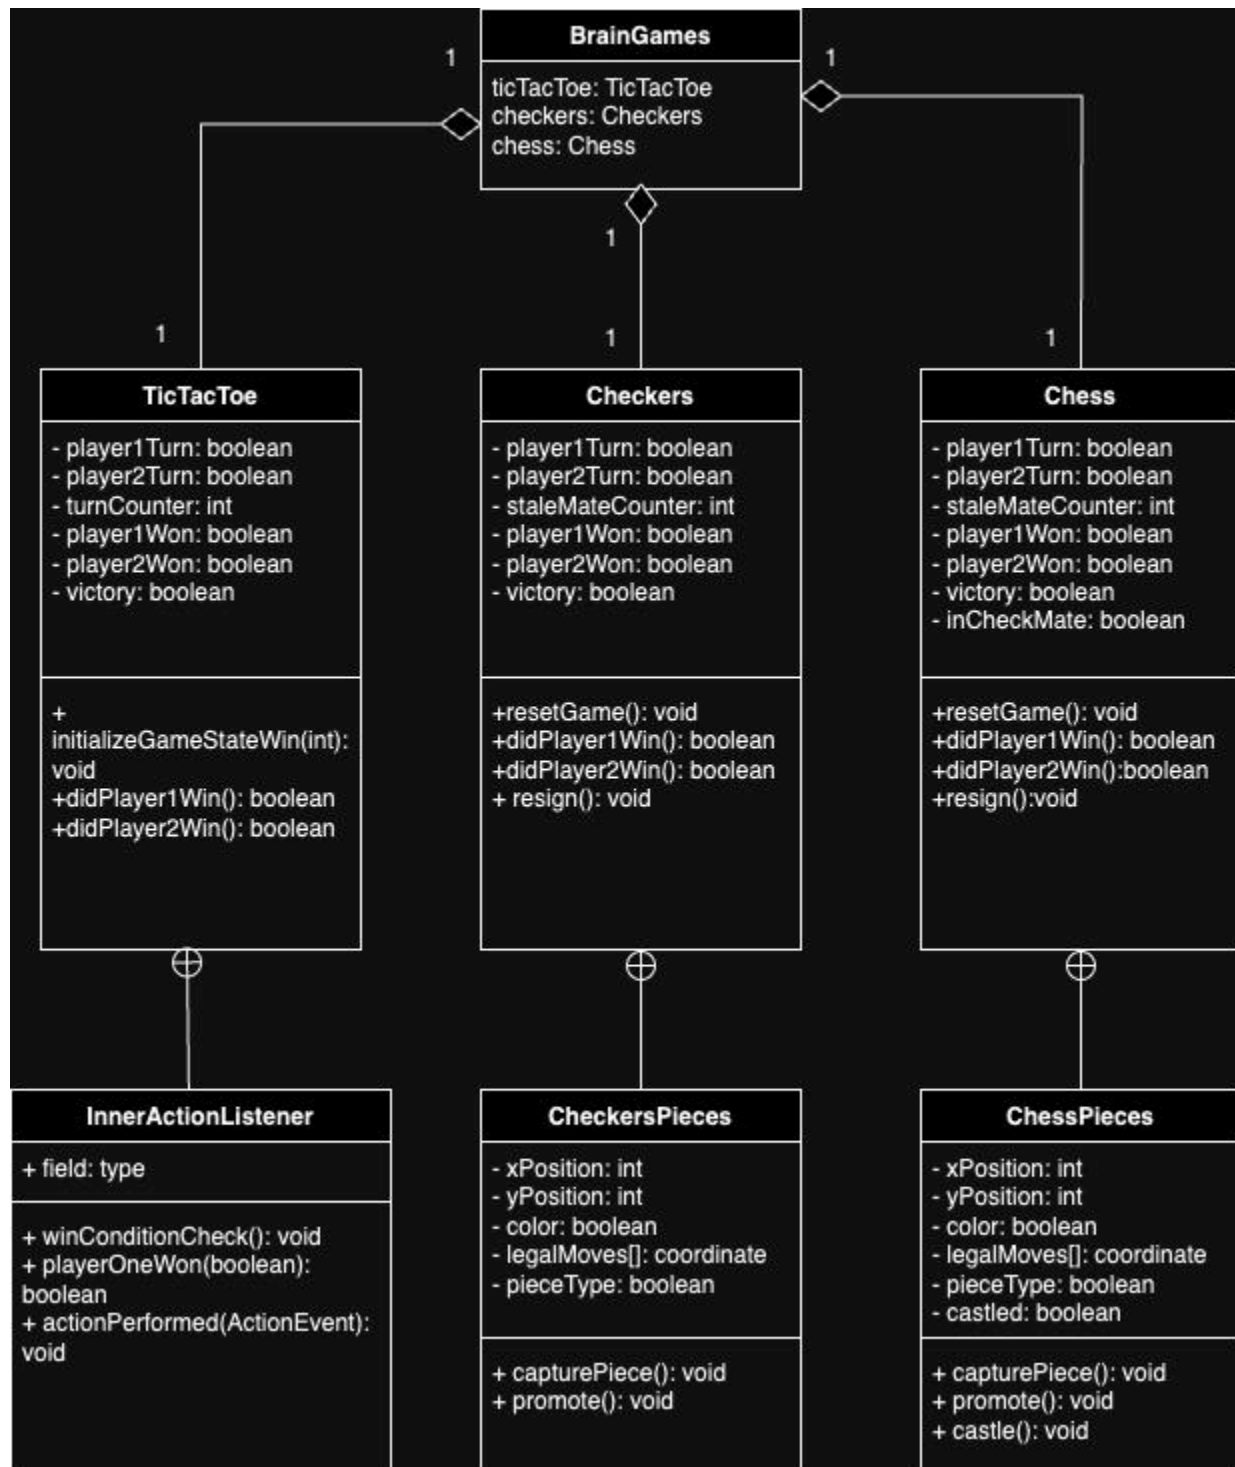 BrainGames
ticTacToe: TicTacToe
checkers: Checkers
chess: Chess
1
1
1
1
1
1
TicTacToe
- player1Turn: boolean
- player2Turn: boolean
- turnCounter: int
- player1Won: boolean
- player2Won: boolean
- victory: boolean
+
initializeGameStateWin(int):
void
+didPlayer1Win(): boolean
+didPlayer2Win(): boolean
Checkers
- player1Turn: boolean
- player2Turn: boolean
- staleMateCounter: int
- player1Won: boolean
- player2Won: boolean
- victory: boolean
+resetGame(): void
+didPlayer1Win(): boolean
+didPlayer2Win(): boolean
+ resign(): void
Chess
- player1Turn: boolean
- player2Turn: boolean
- staleMateCounter: int
- player1Won: boolean
- player2Won: boolean
- victory: boolean
- inCheckMate: boolean
+resetGame(): void
+didPlayer1Win(): boolean
+didPlayer2Win():boolean
+resign():void
InnerActionListener
+ field: type
+ winConditionCheck(): void
+ playerOneWon(boolean):
boolean
+ actionPerformed(ActionEvent):
void
CheckersPieces
- xPosition: int
- yPosition: int
- color: boolean
- legalMoves[]: coordinate
- pieceType: boolean
+ capturePiece(): void
+ promote(): void
ChessPieces
- xPosition: int
- yPosition: int
- color: boolean
- legalMoves[]: coordinate
- pieceType: boolean
- castled: boolean
+ capturePiece(): void
+ promote(): void
+ castle(): void